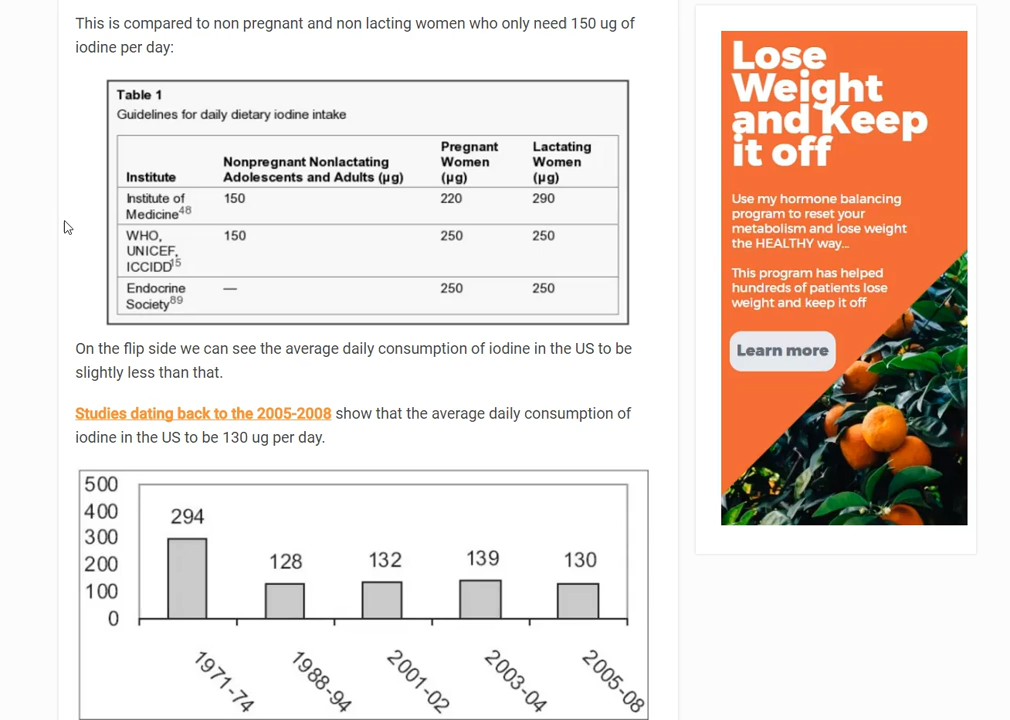 This is compared to non pregnant and non lacting women who only need 150 ug of
iodine per day:
Table 1
Guidelines for daily dietary iodine intake
Institute Nonpregnant Nonlactating Adolescents and Adults (µg) Pregnant Women (µg) Lactating Women (µg)
Institute of Medicine48 150 220 290
WHO, UNICEF, ICCIDD15 150 250 250
Endocrine Society89 — 250 250
On the flip side we can see the average daily consumption of iodine in the US to be
slightly less than that.
Studies dating back to the 2005-2008 show that the average daily consumption of
iodine in the US to be 130 ug per day.
500
400
300
200
100
0
294
128
132
139
130
1971-74
1988-94
2001-02
2003-04
2005-08
Lose
Weight
and Keep
it off
Use my hormone balancing
program to reset your
metabolism and lose weight
the HEALTHY way...
This program has helped
hundreds of patients lose
weight and keep it off
Learn more